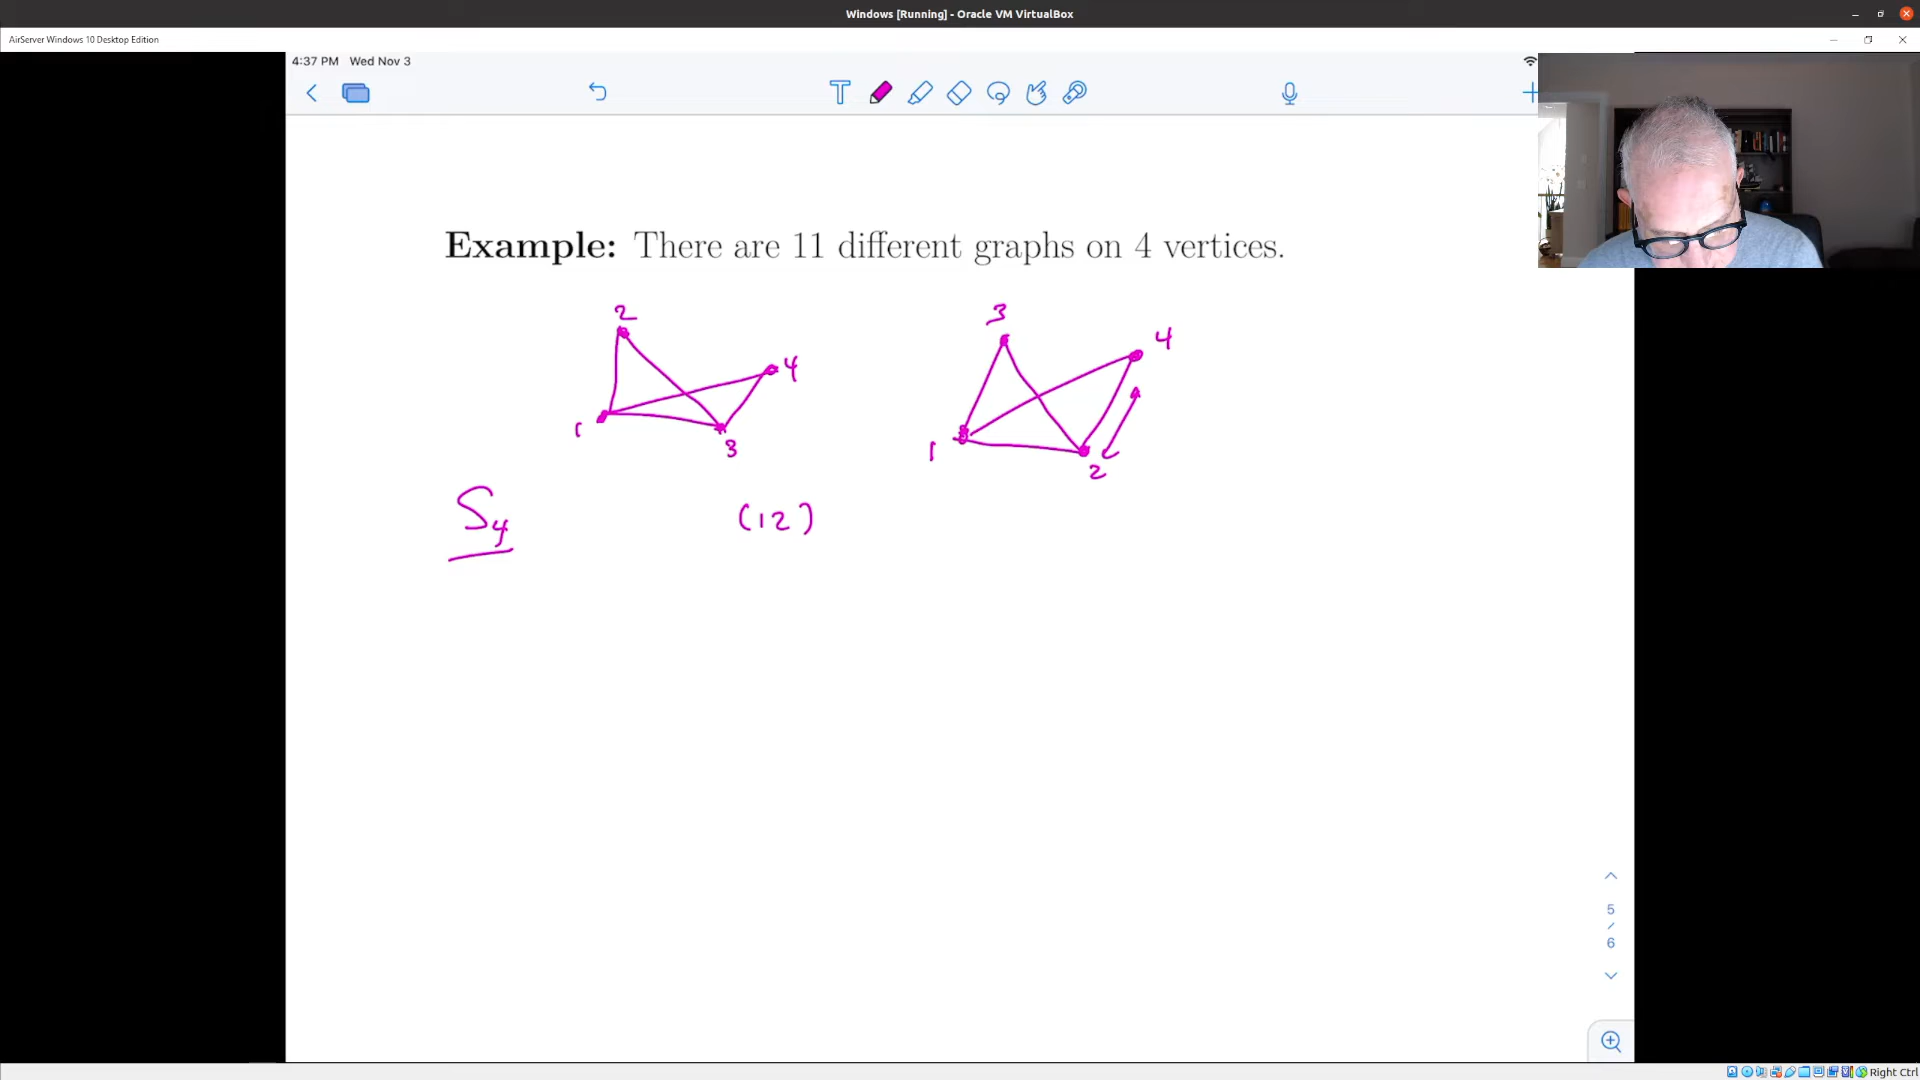 Windows [Running] - Oracle VM VirtualBox
AirServer Windows 10 Desktop Edition
4:37 PM Wed Nov 3
Example: There are 11 different graphs on 4 vertices.
2
4
1
3
3
4
1
2
S4
(12)
5
/
6
Right Ctrl